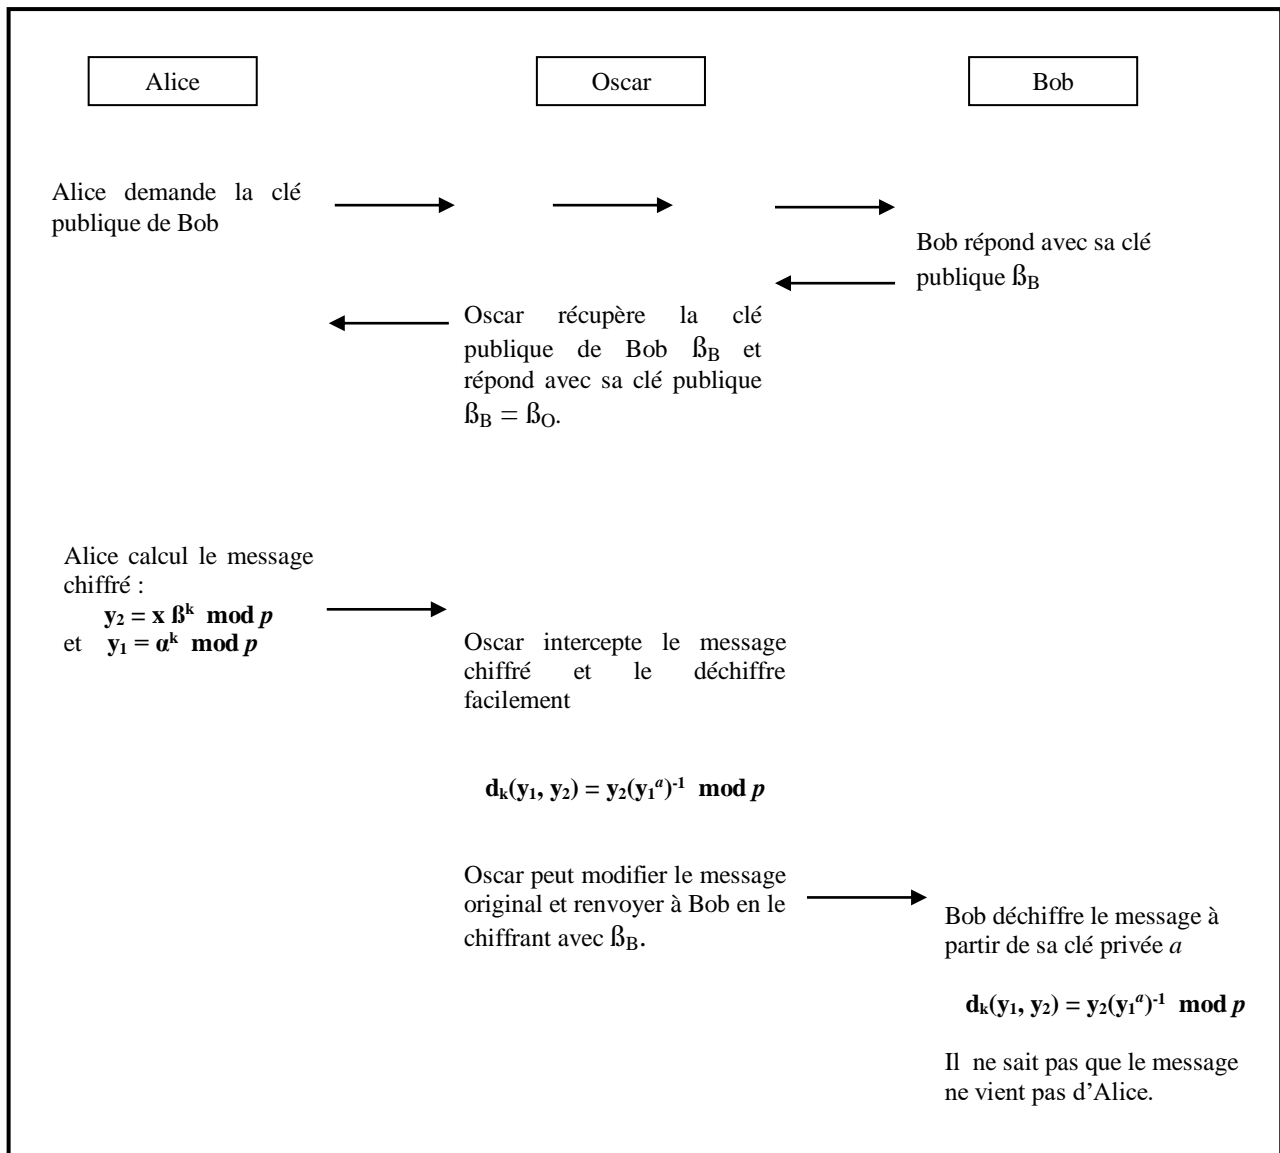 Alice
Oscar
Bob
Alice demande la clé
publique de Bob
Bob répond avec sa clé
publique ßB
Oscar récupère la clé
publique de Bob ßB et
répond avec sa clé publique
ßB = ßO.
Alice calcul le message
chiffré :
y2 = x ß^k mod p
et y1 = α^k mod p
Oscar intercepte le message
chiffré et le déchiffre
facilement
dk(y1, y2) = y2(y1^a)^-1 mod p
Oscar peut modifier le message
original et renvoyer à Bob en le
chiffrant avec ßB.
Bob déchiffre le message à
partir de sa clé privée a
dk(y1, y2) = y2(y1^a)^-1 mod p
Il ne sait pas que le message
ne vient pas d’Alice.